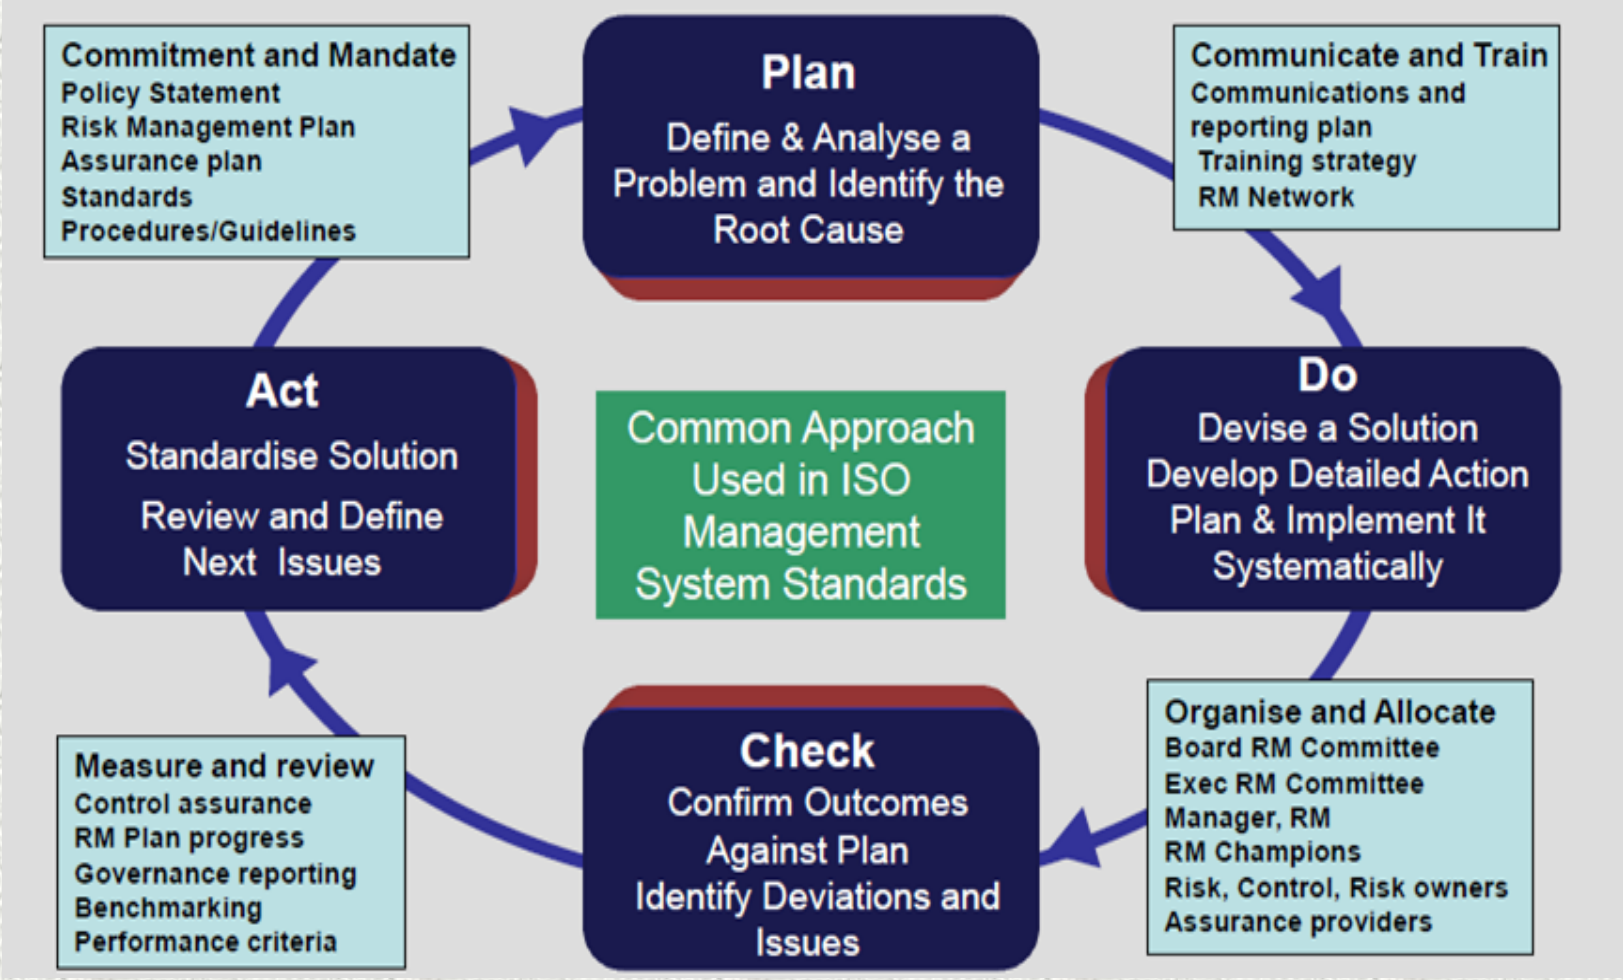 Commitment and Mandate
Policy Statement
Risk Management Plan
Assurance plan
Standards
Procedures/Guidelines
Plan
Define & Analyse a
Problem and Identify the
Root Cause
Communicate and Train
Communications and
reporting plan
Training strategy
RM Network
Act
Standardise Solution
Review and Define
Next Issues
Common Approach
Used in ISO
Management
System Standards
Do
Devise a Solution
Develop Detailed Action
Plan & Implement It
Systematically
Measure and review
Control assurance
RM Plan progress
Governance reporting
Benchmarking
Performance criteria
Check
Confirm Outcomes
Against Plan
Identify Deviations and
Issues
Organise and Allocate
Board RM Committee
Exec RM Committee
Manager, RM
RM Champions
Risk, Control, Risk owners
Assurance providers